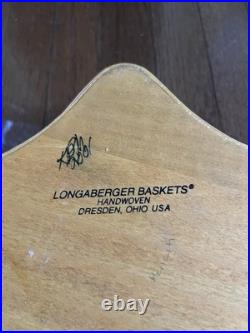 LONGABERGER BASKETS®
HANDWOVEN
DRESDEN, OHIO USA